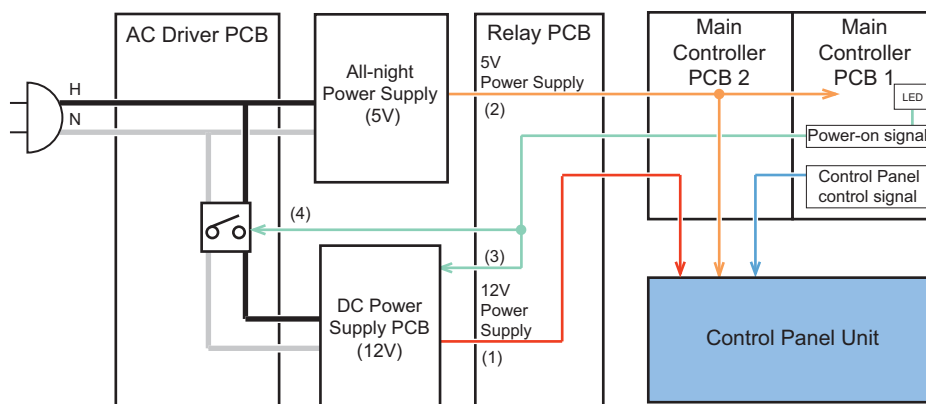 AC Driver PCB
H
N
All-night
Power Supply
(5V)
Relay PCB
5V
Power Supply
(2)
Main
Controller
PCB 2
Main
Controller
PCB 1
LED
Power-on signal
Control Panel
control signal
(4)
(3)
DC Power
Supply PCB
(12V)
12V
Power
Supply
(1)
Control Panel Unit